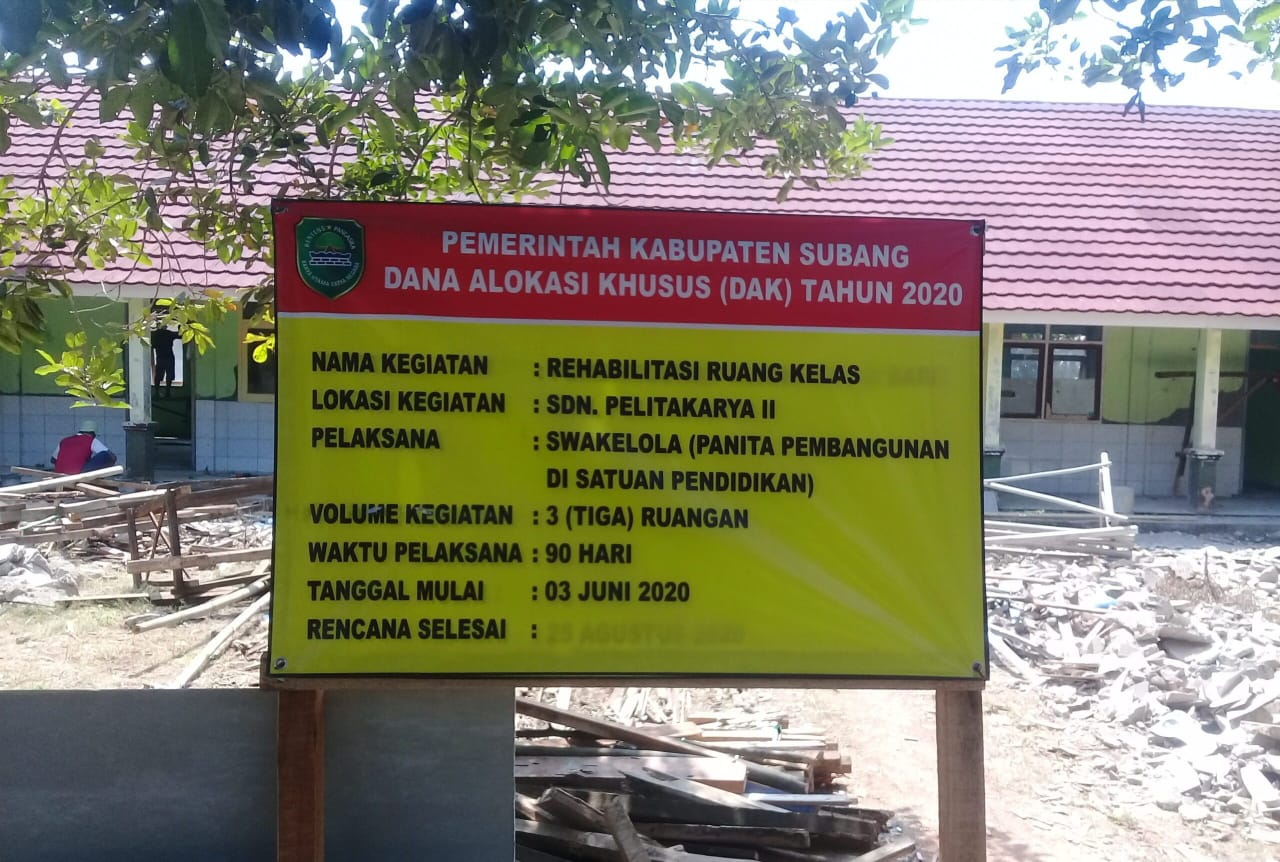 PEMERINTAH KABUPATEN SUBANG
DANA ALOKASI KHUSUS (DAK) TAHUN 2020
NAMA KEGIATAN : REHABILITASI RUANG KELAS
LOKASI KEGIATAN : SDN. PELITAKARYA II
PELAKSANA : SWAKELOLA (PANITA PEMBANGUNAN
DI SATUAN PENDIDIKAN)
VOLUME KEGIATAN : 3 (TIGA) RUANGAN
WAKTU PELAKSANA : 90 HARI
TANGGAL MULAI : 03 JUNI 2020
RENCANA SELESAI : AGUSTUS 2020